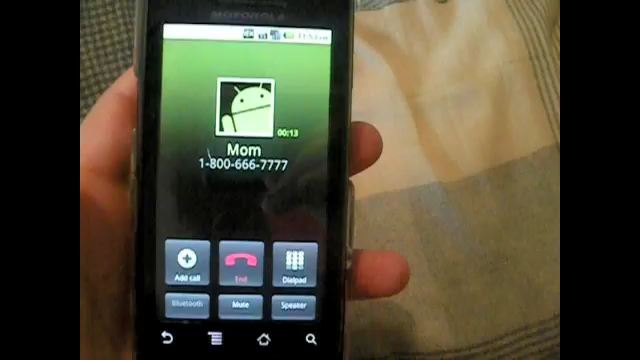 MOTOROLA
00:13
Mom
1-800-666-7777
Add call
End
Dialpad
Bluetooth
Mute
Speaker